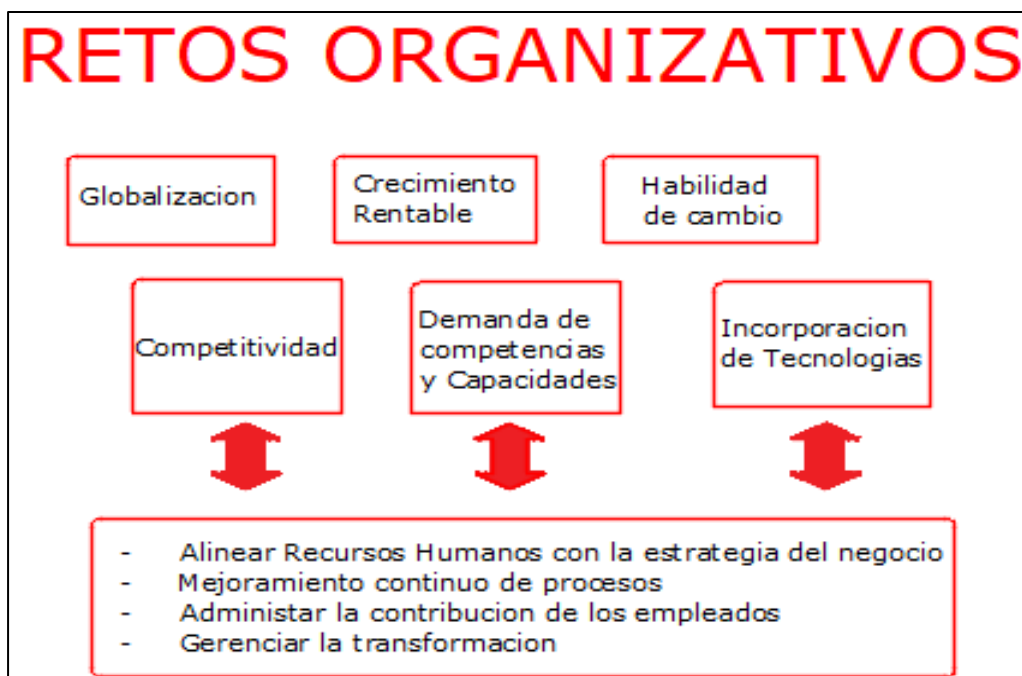 RETOS ORGANIZATIVOS
Globalizacion
Crecimiento
Rentable
Habilidad
de cambio
Competitividad
Demanda de
competencias
y Capacidades
Incorporacion
de Tecnologias
- Alinear Recursos Humanos con la estrategia del negocio
- Mejoramiento continuo de procesos
- Administar la contribucion de los empleados
- Gerenciar la transformacion